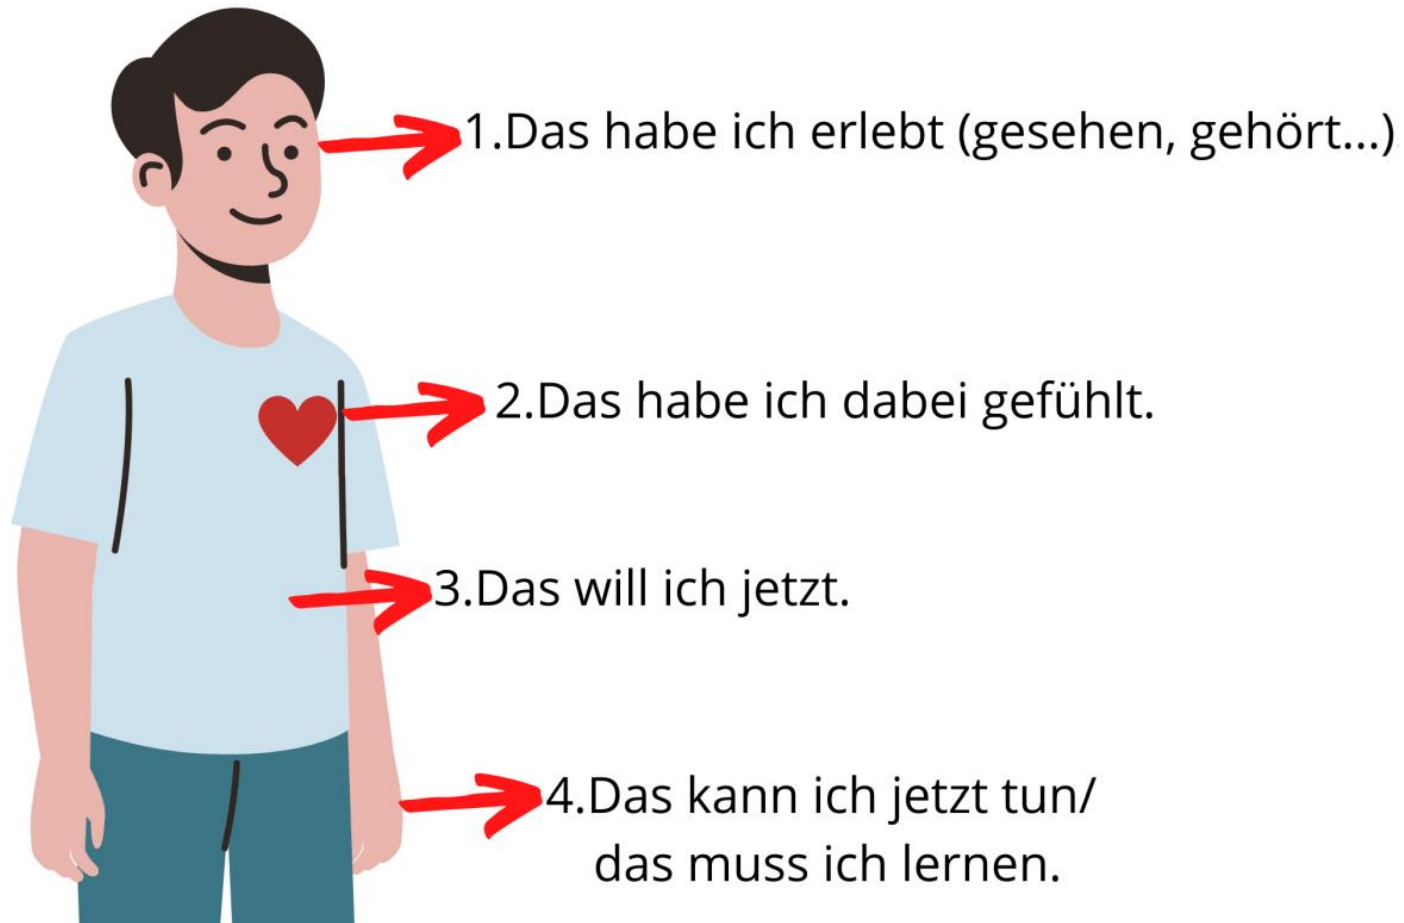 1.Das habe ich erlebt (gesehen, gehört...)
2.Das habe ich dabei gefühlt.
3.Das will ich jetzt.
4.Das kann ich jetzt tun/
das muss ich lernen.